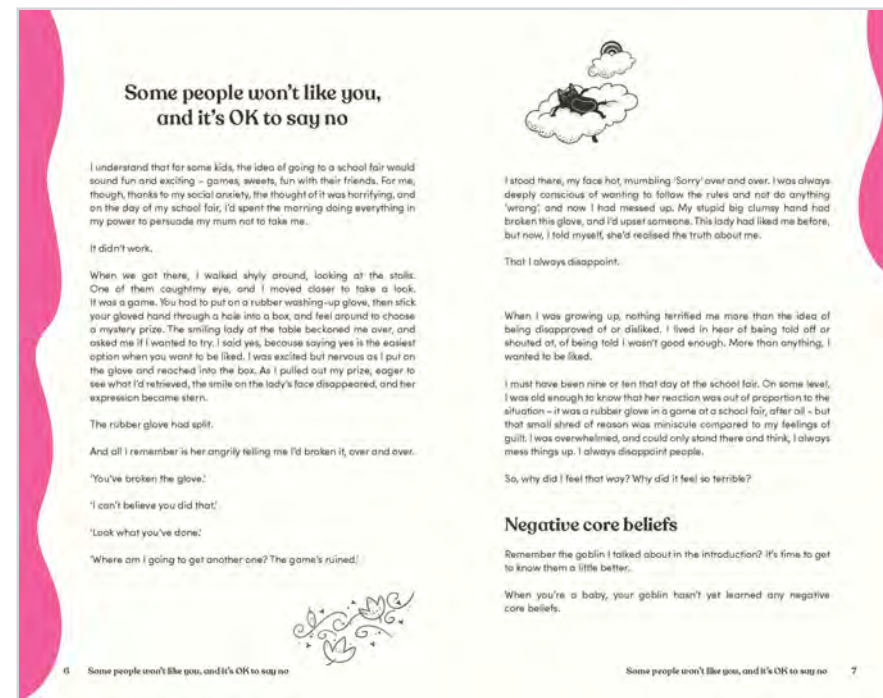 Some people won't like you,
and it's OK to say no
I understand that for some kids, the idea of going to a school fair would
sound fun and exciting – games, sweets, fun with their friends. For me,
though, thanks to my social anxiety, the thought of it was horrifying, and
on the day of my school fair, I'd spent the morning doing everything in
my power to persuade my mum not to take me.
It didn't work.
When we got there, I walked shyly around, looking at the stalls.
One of them caughtmy eye, and I moved closer to take a look.
It was a game. You had to put on a rubber washing-up glove, then stick
your gloved hand through a hole into a box, and feel around to choose
a mystery prize. The smiling lady at the table beckoned me over, and
asked me if I wanted to try. I said yes, because saying yes is the easiest
option when you want to be liked. I was excited but nervous as I put on
the glove and reached into the box. As I pulled out my prize, eager to
see what I'd retrieved, the smile on the lady's face disappeared, and her
expression became stern.
The rubber glove had split.
And all I remember is her angrily telling me I'd broken it, over and over.
'You've broken the glove.'
'I can't believe you did that.'
'Look what you've done.'
'Where am I going to get another one? The game's ruined.'
6 Some people won't like you, and it's OK to say no
I stood there, my face hot, mumbling 'Sorry' over and over. I was always
deeply conscious of wanting to follow the rules and not do anything
'wrong', and now I had messed up. My stupid big clumsy hand had
broken this glove, and I'd upset someone. This lady had liked me before,
but now, I told myself, she'd realised the truth about me.
That I always disappoint.
When I was growing up, nothing terrified me more than the idea of
being disapproved of or disliked. I lived in hear of being told off or
shouted at, of being told I wasn't good enough. More than anything, I
wanted to be liked.
I must have been nine or ten that day at the school fair. On some level,
I was old enough to know that her reaction was out of proportion to the
situation – it was a rubber glove in a game at a school fair, after all – but
that small shred of reason was miniscule compared to my feelings of
guilt. I was overwhelmed, and could only stand there and think, I always
mess things up. I always disappoint people.
So, why did I feel that way? Why did it feel so terrible?
Negative core beliefs
Remember the goblin I talked about in the introduction? It's time to get
to know them a little better.
When you're a baby, your goblin hasn't yet learned any negative
core beliefs.
Some people won't like you, and it's OK to say no 7